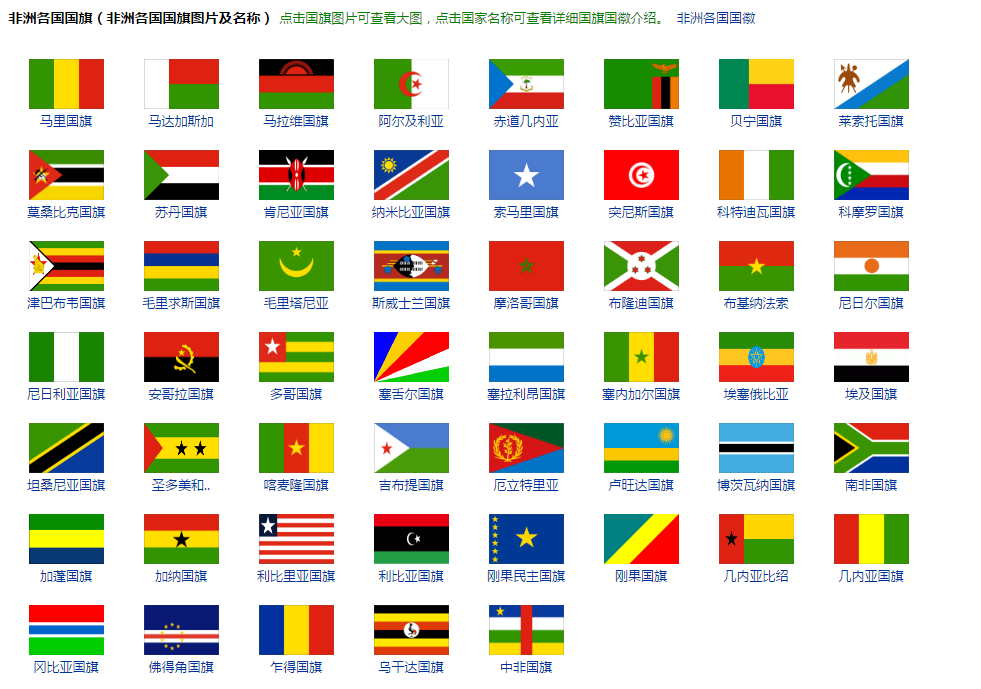 非洲各国国旗（非洲各国国旗图片及名称） 点击国旗图片可查看大图，点击国家名称可查看详细国旗国徽介绍。 非洲各国国徽
马里国旗 马达加斯加 马拉维国旗 阿尔及利亚 赤道几内亚 赞比亚国旗 贝宁国旗 莱索托国旗
莫桑比克国旗 苏丹国旗 肯尼亚国旗 纳米比亚国旗 索马里国旗 突尼斯国旗 科特迪瓦国旗 科摩罗国旗
津巴布韦国旗 毛里求斯国旗 毛里塔尼亚 斯威士兰国旗 摩洛哥国旗 布隆迪国旗 布基纳法索 尼日尔国旗
尼日利亚国旗 安哥拉国旗 多哥国旗 塞舌尔国旗 塞拉利昂国旗 塞内加尔国旗 埃塞俄比亚 埃及国旗
坦桑尼亚国旗 圣多美和.. 喀麦隆国旗 吉布提国旗 厄立特里亚 卢旺达国旗 博茨瓦纳国旗 南非国旗
加蓬国旗 加纳国旗 利比里亚国旗 利比亚国旗 刚果民主国旗 刚果国旗 几内亚比绍 几内亚国旗
冈比亚国旗 佛得角国旗 乍得国旗 乌干达国旗 中非国旗